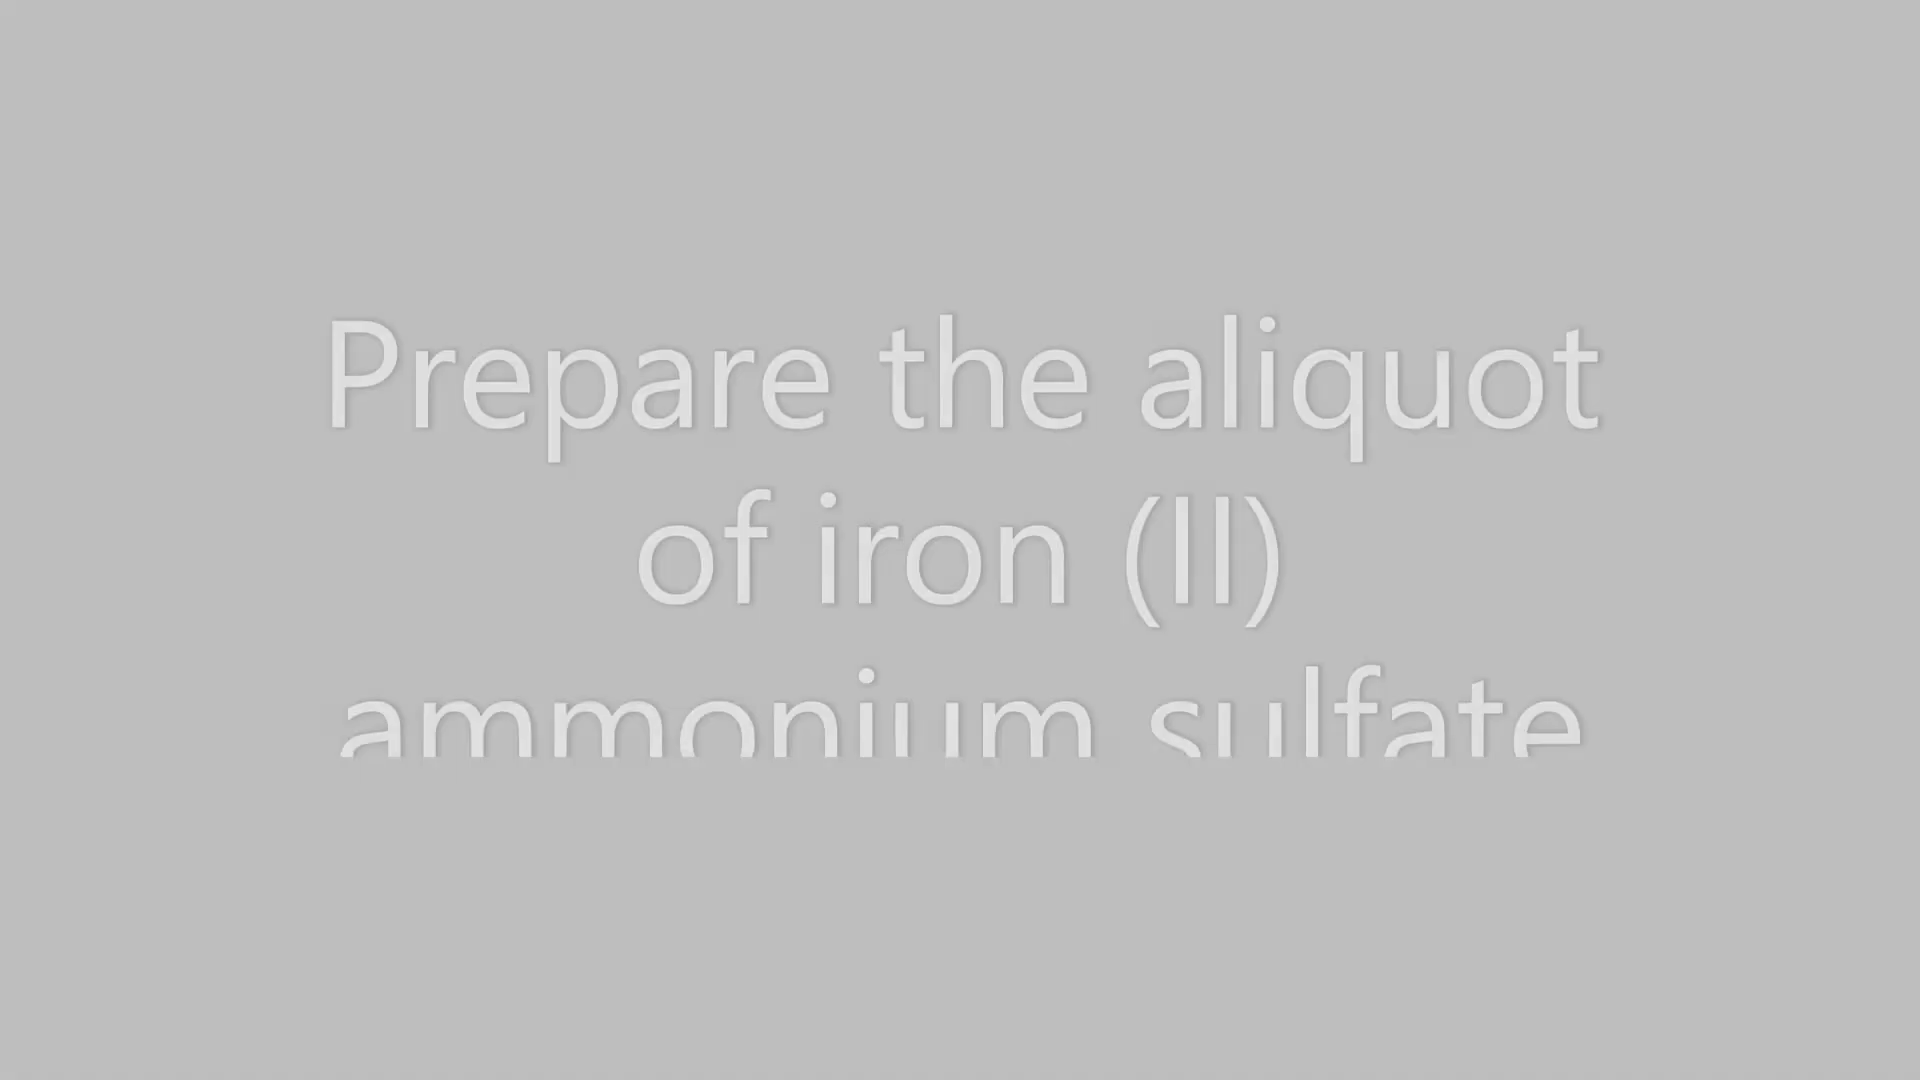 Prepare the aliquot
of iron (II)
ammonium sulfate